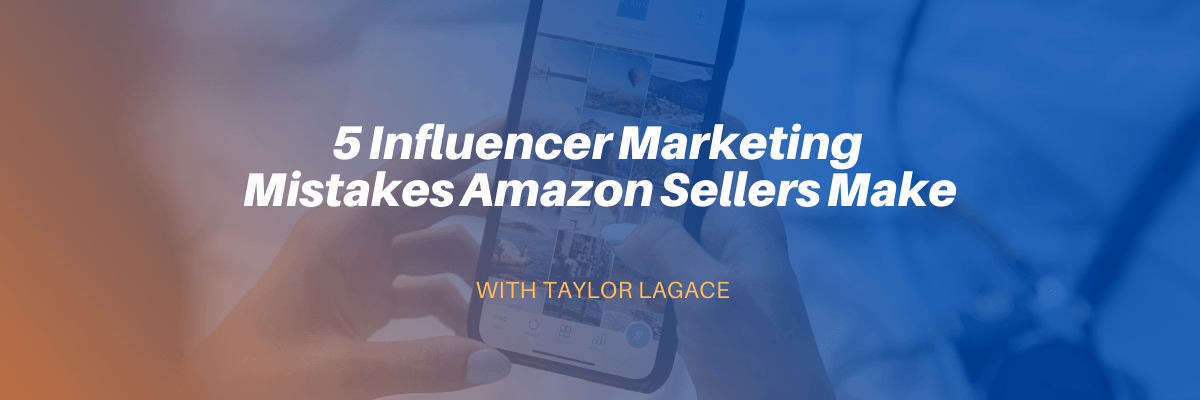 5 Influencer Marketing
Mistakes Amazon Sellers Make
WITH TAYLOR LAGACE